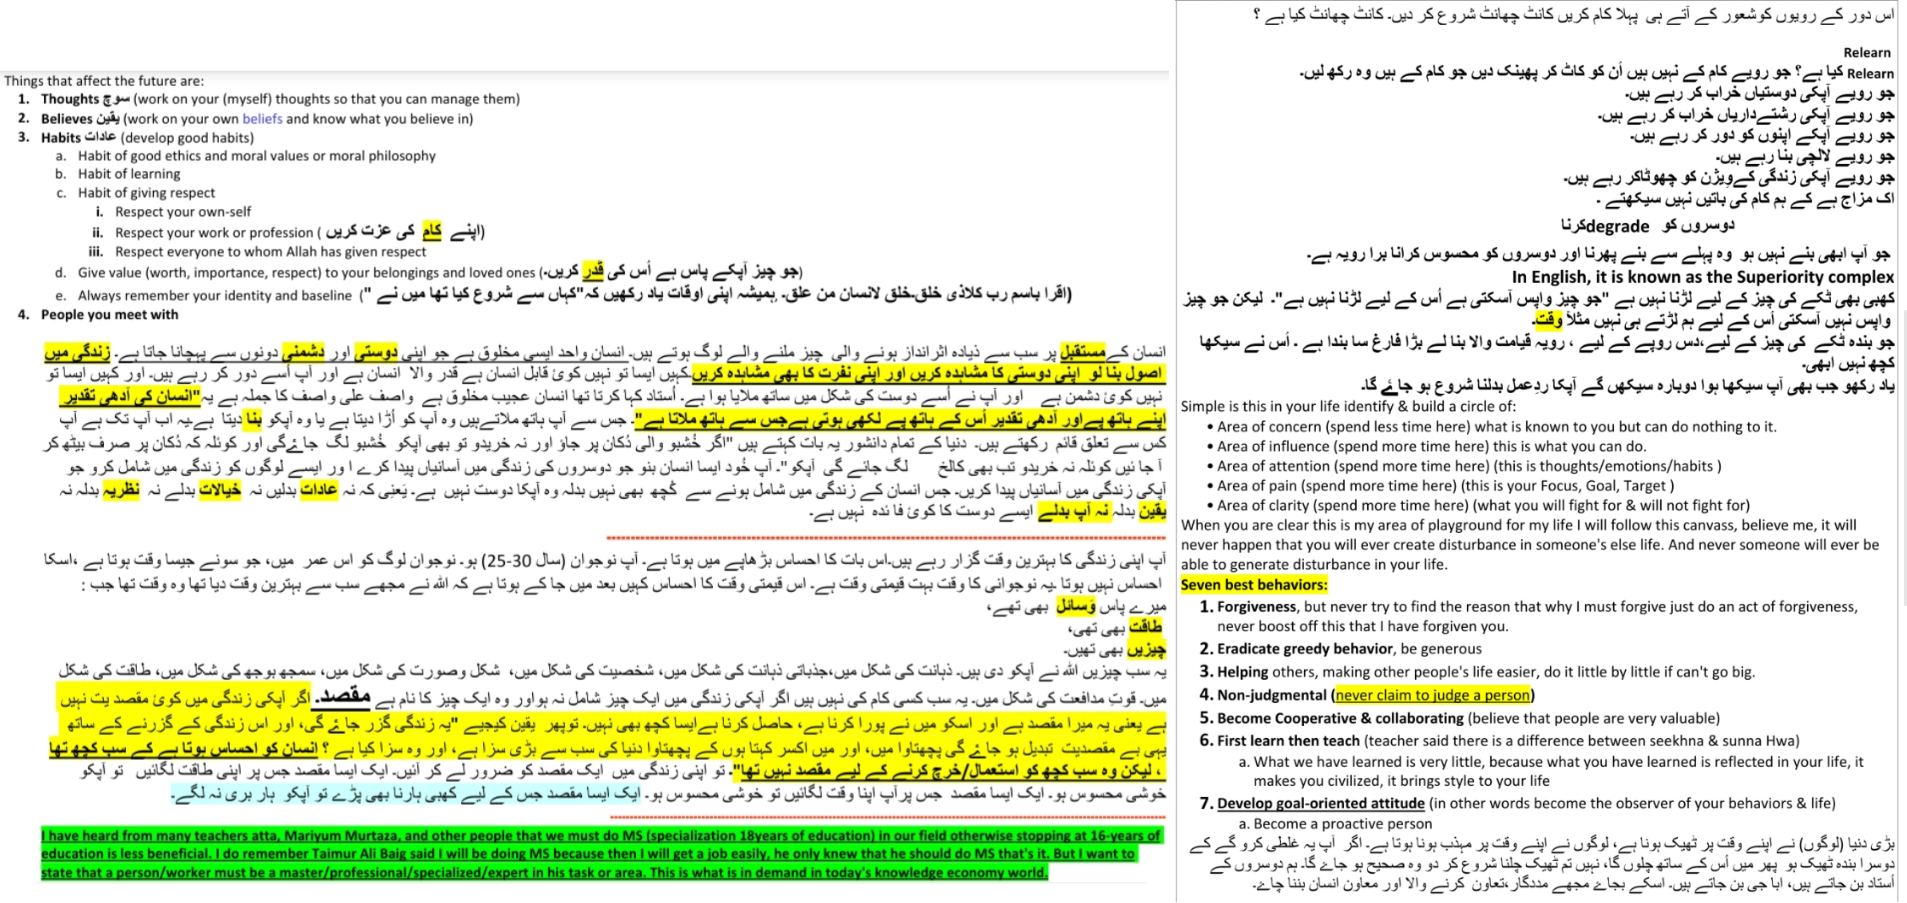 Things that affect the future are:
1. Thoughts سوچ (work on your (myself) thoughts so that you can manage them)
2. Believes یقین (work on your own beliefs and know what you believe in)
3. Habits عادات (develop good habits)
a. Habit of good ethics and moral values or moral philosophy
b. Habit of learning
c. Habit of giving respect
i. Respect your own-self
ii. Respect your work or profession ( اپنے کام کی عزت کریں)
iii. Respect everyone to whom Allah has given respect
d. Give value (worth, importance, respect) to your belongings and loved ones (جو چیز آپکے پاس ہے اُس کی قدر کریں۔)
e. Always remember your identity and baseline (اقرا باسم رب کلاذی خلق۔خلق لانسان من علق۔ ہمیشہ اپنی اوقات یاد رکھیں کہ "کہاں سے شروع کیا تھا میں نے")
4. People you meet with
انسان کے مستقبل پر سب سے ذیادہ اثرانداز ہونے والی چیز ملنے والے لوگ ہوتے ہیں۔ انسان واحد ایسی مخلوق ہے جو اپنی دوستی اور دشمنی دونوں سے پہچانا جاتا ہے۔ زندگی میں
اصول بنا لو اپنی دوستی کا مشاہدہ کریں اور اپنی نفرت کا بھی مشاہدہ کریں۔ کہیں ایسا تو نہیں کوئ قابل انسان ہے قدر والا انسان ہے اور آپ اُسے دور کر رہے ہیں۔ اور کہیں ایسا تو
نہیں کوئ دشمن ہے اور آپ نے اُسے دوست کی شکل میں ساتھ ملایا ہوا ہے۔ اُستاد کہا کرتا تھا انسان عجیب مخلوق ہے واصف علی واصف کا جملہ ہے یہ "انسان کی آدھی تقدیر
اپنے ہاتھ ہے اور آدھی تقدیر اُس کے ہاتھ پے لکھی ہوتی ہے جس سے ہاتھ ملاتا ہے"۔ جس سے آپ ہاتھ ملاتےہیں وہ آپ کو اُڑا دیتا ہے یا وہ آپکو بنا دیتا ہے۔یہ اب آپ تک ہے آپ
کس سے تعلق قائم رکھتے ہیں۔ دنیا کے تمام دانشور یہ بات کہتے ہیں "اگر خُشبو والی دُکان پر جاؤ اور نہ خریدو تو بھی آپکو خُشبو لگ جاۓگی اور کوئلہ کہ دُکان پر صرف بیٹھ کر
آ جائیں کوئلہ نہ خریدو تب بھی کالخ لگ جائے گی آپکو"۔ آپ خُود ایسا انسان بنو جو دوسروں کی زندگی میں آسانیاں پیدا کرے اور ایسے لوگوں کو زندگی میں شامل کرو جو
آپکی زندگی میں آسانیاں پیدا کریں۔ جس انسان کے زندگی میں شامل ہونے سے کُچھ بھی نہیں بدلہ وہ آپکا دوست نہیں ہے۔ یَعنِی کہ نہ عادات بدلیں نہ خیالات بدلے نہ نظریہ بدلہ نہ
یقین بدلہ نہ آپ بدلے ایسے دوست کا کوئ فائدہ نہیں ہے۔
آپ اپنی زندگی کا بہترین وقت گزار رہے ہیں۔اس بات کا احساس بڑھاپے میں ہوتا ہے۔ آپ نوجوان (سال 30-25) ہو۔ نوجوان لوگ کو اس عمر میں، جو سونے جیسا وقت ہوتا ہے ،اسکا
احساس نہیں ہوتا۔ یہ نوجوانی کا وقت بہت قیمتی وقت ہے۔ اس قیمتی وقت کا احساس کہیں بعد میں جا کے ہوتا ہے کہ اللہ نے مجھے سب سے بہترین وقت دیا تھا وہ وقت تھا جب :
میرے پاس وَسائل بھی تھے،
طاقت بھی تھی،
چیزیں بھی تھیں۔
یہ سب چیزیں اللہ نے آپکو دی ہیں۔ ذہانت کی شکل میں،جذباتی ذہانت کی شکل میں، شخصیت کی شکل میں، شکل وصورت کی شکل میں، سمجھ بوجھ کی شکل میں، طاقت کی شکل
میں۔ قوتِ مدافعت کی شکل میں۔ یہ سب کسی کام کی نہیں ہیں اگر آپکی زندگی میں ایک چیز شامل نہ ہواور وہ ایک چیز کا نام ہے مقصد۔ اگر آپکی زندگی میں کوئ مقصد یت نہیں
ہے یعنی یہ میرا مقصد ہے اور اسکو میں نے پورا کرنا ہے، حاصل کرنا ہےایسا کچھ بھی نہیں۔ توپھر یقین کیجیے "یہ زندگی گزر جاۓ گی، اور اس زندگی کے گزرنے کے ساتھ
یہی بے مقصدیت تبدیل ہو جاۓ گی پچھتاوا میں، اور میں اکسر کہتا ہوں کے پچھتاوا دنیا کی سب سے بڑی سزا ہے، اور وہ سزا کیا ہے ؟ انسان کو احساس ہوتا ہے کے سب کچھ تھا
، لیکن وہ سب کچھ کو استعمال/خرچ کرنے کے لیے مقصد نہیں تھا"۔ تو اپنی زندگی میں ایک مقصد کو ضرور لے کر آئیں۔ ایک ایسا مقصد جس پر اپنی طاقت لگائیں تو آپکو
خوشی محسوس ہو۔ ایک ایسا مقصد جس پر آپ اپنا وقت لگائیں تو خوشی محسوس ہو۔ ایک ایسا مقصد جس کے لیے کھبی ہارنا بھی پڑے تو آپکو ہار بری نہ لگے۔
I have heard from many teachers atta, Mariyum Murtaza, and other people that we must do MS (specialization 18years of education) in our field otherwise stopping at 16-years of
education is less beneficial. I do remember Taimur Ali Baig said I will be doing MS because then I will get a job easily, he only knew that he should do MS that's it. But I want to
state that a person/worker must be a master/professional/specialized/expert in his task or area. This is what is in demand in today's knowledge economy world.
اس دور کے رویوں کوشعور کے آتے ہی پہلا کام کریں کانٹ چھانٹ شروع کر دیں۔ کانٹ چھانٹ کیا ہے ؟
Relearn
Relearn کیا ہے؟ جو رویے کام کے نہیں ہیں اُن کو کاٹ کر پھینک دیں جو کام کے ہیں وہ رکھ لیں۔
جو رویے آپکی دوستیاں خراب کر رہے ہیں۔
جو رویے آپکی رشتےداریاں خراب کر رہے ہیں۔
جو رویے آپکے اپنوں کو دور کر رہے ہیں۔
جو رویے لالچی بنا رہے ہیں۔
جو رویے آپکی زندگی کےوِیژن کو چھوٹاکر رہے ہیں۔
اک مزاج ہے کے ہم کام کی باتیں نہیں سیکھتے ۔
دوسروں کو degradeکرنا
جو آپ ابھی بنے نہیں ہو وہ پہلے سے بنے پھرنا اور دوسروں کو محسوس کرانا برا رویہ ہے۔
In English, it is known as the Superiority complex
کھبی بھی ٹکے کی چیز کے لیے لڑنا نہیں ہے "جو چیز واپس آسکتی ہے اُس کے لیے لڑنا نہیں ہے"۔ لیکن جو چیز
واپس نہیں آسکتی اُس کے لیے ہم لڑتے ہی نہیں مثلاً وقت۔
جو بندہ ٹکے کی چیز کے لیے،دس روپے کے لیے ، رویہ قیامت والا بنا لے بڑا فارغ سا بندا ہے ۔ اُس نے سیکھا
کچھ نہیں ابھی۔
یاد رکھو جب بھی آپ سیکھا ہوا دوبارہ سیکھوں گے آپکا ردِعمل بدلنا شروع ہو جاۓ گا۔
Simple is this in your life identify & build a circle of:
• Area of concern (spend less time here) what is known to you but can do nothing to it.
• Area of influence (spend more time here) this is what you can do.
• Area of attention (spend more time here) (this is thoughts/emotions/habits )
• Area of pain (spend more time here) (this is your Focus, Goal, Target )
• Area of clarity (spend more time here) (what you will fight for & will not fight for)
When you are clear this is my area of playground for my life I will follow this canvass, believe me, it will
never happen that you will ever create disturbance in someone's else life. And never someone will ever be
able to generate disturbance in your life.
Seven best behaviors:
1. Forgiveness, but never try to find the reason that why I must forgive just do an act of forgiveness,
never boost off this that I have forgiven you.
2. Eradicate greedy behavior, be generous
3. Helping others, making other people's life easier, do it little by little if can't go big.
4. Non-judgmental (never claim to judge a person)
5. Become Cooperative & collaborating (believe that people are very valuable)
6. First learn then teach (teacher said there is a difference between seekhna & sunna Hwa)
a. What we have learned is very little, because what you have learned is reflected in your life, it
makes you civilized, it brings style to your life
7. Develop goal-oriented attitude (in other words become the observer of your behaviors & life)
a. Become a proactive person
بڑی دنیا (لوگوں) نے اپنے وقت پر ٹھیک ہونا ہے، لوگوں نے اپنے وقت پر مہذب ہونا ہوتا ہے۔ اگر آپ یہ غلطی کرو گے کے
دوسرا بندہ ٹھیک ہو پھر میں اُس کے ساتھ چلوں گا، نہیں تم ٹھیک چلنا شروع کر دو وہ صحیح ہو جاے گا۔ ہم دوسروں کے
اُستاد بن جاتے ہیں، ابا جی بن جاتے ہیں۔ اسکے بجاے مجھے مددگار،تعاون کرنے والا اور معاون انسان بننا چاۓ۔